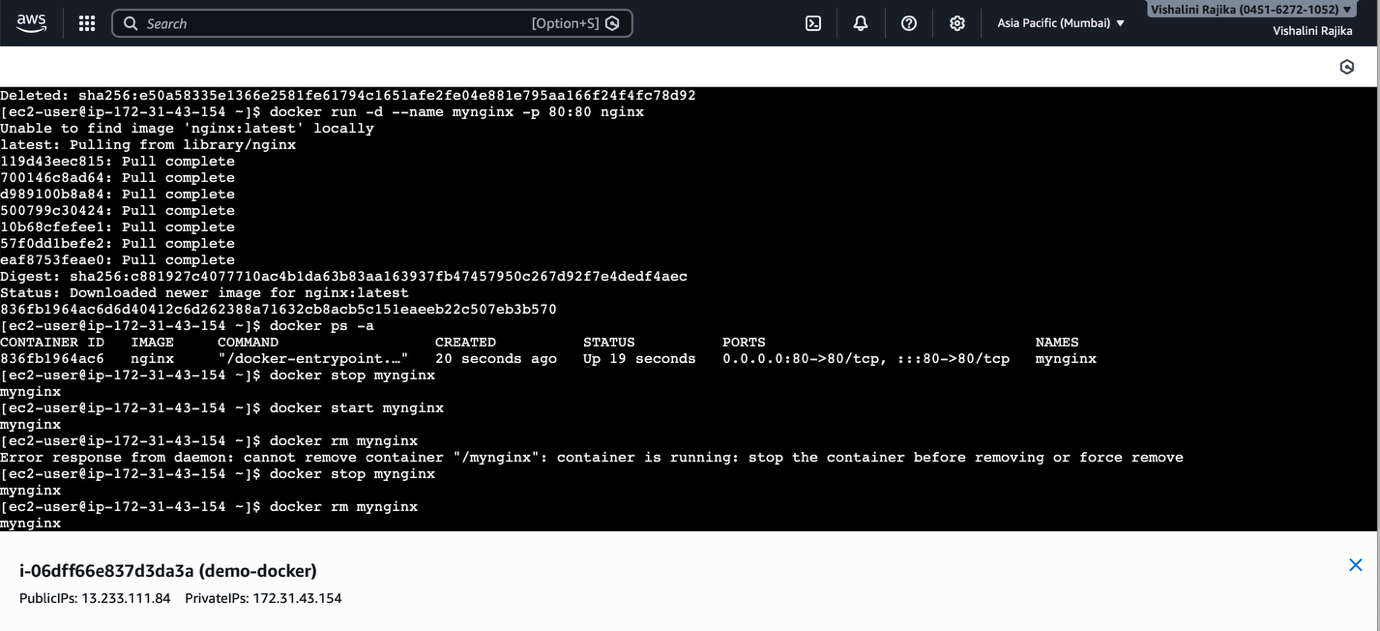 aws
Search
[Option+S]
Asia Pacific (Mumbai)
Vishalini Rajika (0451-6272-1052)
Vishalini Rajika
Deleted: sha256:e50a58335e1366e2581fe61794c1651afe2fe04e881e795aa166f24f4fc78d92
[ec2-user@ip-172-31-43-154 ~]$ docker run -d --name mynginx -p 80:80 nginx
Unable to find image 'nginx:latest' locally
latest: Pulling from library/nginx
119d43eec815: Pull complete
700146c8ad64: Pull complete
d989100b8a84: Pull complete
500799c30424: Pull complete
10b68cfefee1: Pull complete
57f0dd1befe2: Pull complete
eaf8753feae0: Pull complete
Digest: sha256:c881927c4077710ac4b1da63b83aa163937fb47457950c267d92f7e4dedf4aec
Status: Downloaded newer image for nginx:latest
836fb1964ac6d6d40412c6d262388a71632cb8acb5c151eaeeb22c507eb3b570
[ec2-user@ip-172-31-43-154 ~]$ docker ps -a
CONTAINER ID   IMAGE     COMMAND                  CREATED          STATUS          PORTS                               NAMES
836fb1964ac6   nginx     "/docker-entrypoint.…"   20 seconds ago   Up 19 seconds   0.0.0.0:80->80/tcp, :::80->80/tcp   mynginx
[ec2-user@ip-172-31-43-154 ~]$ docker stop mynginx
mynginx
[ec2-user@ip-172-31-43-154 ~]$ docker start mynginx
mynginx
[ec2-user@ip-172-31-43-154 ~]$ docker rm mynginx
Error response from daemon: cannot remove container "/mynginx": container is running: stop the container before removing or force remove
[ec2-user@ip-172-31-43-154 ~]$ docker stop mynginx
mynginx
[ec2-user@ip-172-31-43-154 ~]$ docker rm mynginx
mynginx
i-06dff66e837d3da3a (demo-docker)
PublicIPs: 13.233.111.84   PrivateIPs: 172.31.43.154